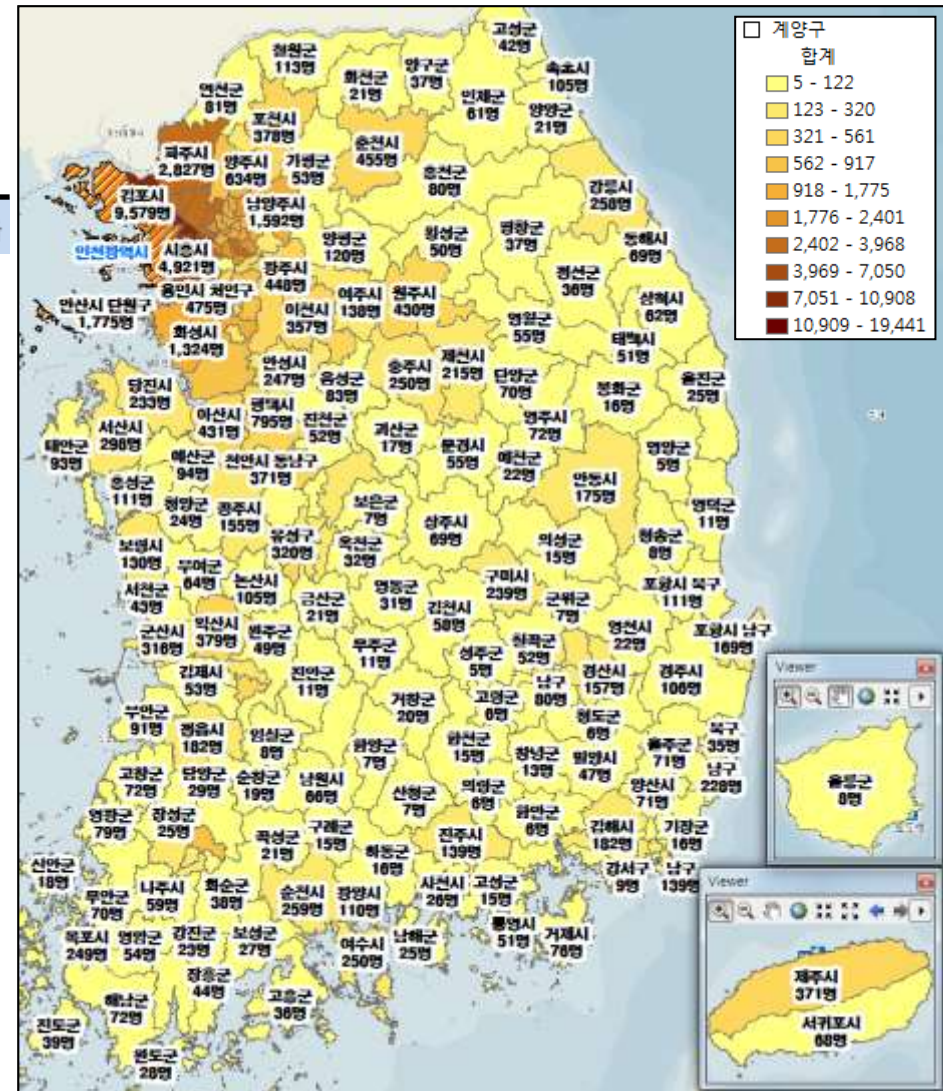 계양구
합계
5 - 122
123 - 320
321 - 561
562 - 917
918 - 1,775
1,776 - 2,401
2,402 - 3,968
3,969 - 7,050
7,051 - 10,908
10,909 - 19,441
고성군
42명
철원군
113명
화천군
21명
양구군
37명
속초시
105명
연천군
81명
인제군
61명
양양군
21명
포천시
378명
춘천시
455명
파주시
2,827명
양주시
634명
가평군
53명
홍천군
80명
강릉시
258명
김포시
9,579명
남양주시
1,592명
인천광역시
시흥시
4,921명
양평군
120명
횡성군
50명
평창군
37명
동해시
69명
광주시
448명
정선군
36명
안산시 단원구
1,775명
용인시 처인구
475명
이천시
357명
여주시
138명
원주시
430명
삼척시
62명
화성시
1,324명
영월군
55명
태백시
51명
안성시
247명
음성군
83명
충주시
250명
제천시
215명
단양군
70명
봉화군
16명
울진군
25명
당진시
233명
아산시
431명
평택시
795명
진천군
52명
괴산군
17명
영주시
72명
서산시
298명
태안군
93명
예산군
94명
천안시 동남구
371명
문경시
55명
예천군
22명
영양군
5명
안동시
175명
홍성군
111명
청양군
24명
공주시
155명
보은군
7명
상주시
69명
영덕군
11명
유성구
320명
옥천군
32명
의성군
15명
청송군
8명
보령시
130명
부여군
64명
논산시
105명
금산군
21명
영동군
31명
구미시
239명
포항시 북구
111명
서천군
43명
김천시
58명
군위군
7명
군산시
316명
익산시
379명
완주군
49명
무주군
11명
성주군
5명
칠곡군
52명
영천시
22명
포항시 남구
169명
김제시
53명
진안군
11명
거창군
20명
고령군
6명
남구
80명
경산시
157명
경주시
106명
부안군
91명
정읍시
182명
임실군
8명
함양군
7명
합천군
15명
창녕군
13명
청도군
6명
밀양시
47명
울주군
71명
북구
35명
고창군
72명
담양군
29명
순창군
19명
남원시
66명
산청군
7명
의령군
6명
함안군
6명
양산시
71명
남구
228명
영광군
79명
장성군
25명
곡성군
21명
구례군
15명
하동군
16명
진주시
139명
김해시
182명
기장군
16명
신안군
18명
무안군
70명
나주시
59명
화순군
38명
순천시
259명
광양시
110명
사천시
26명
고성군
15명
강서구
9명
남구
139명
목포시
249명
영암군
54명
강진군
23명
보성군
27명
여수시
250명
남해군
25명
통영시
51명
거제시
76명
장흥군
44명
해남군
72명
고흥군
36명
진도군
39명
완도군
28명
Viewer
울릉군
8명
Viewer
제주시
371명
서귀포시
68명